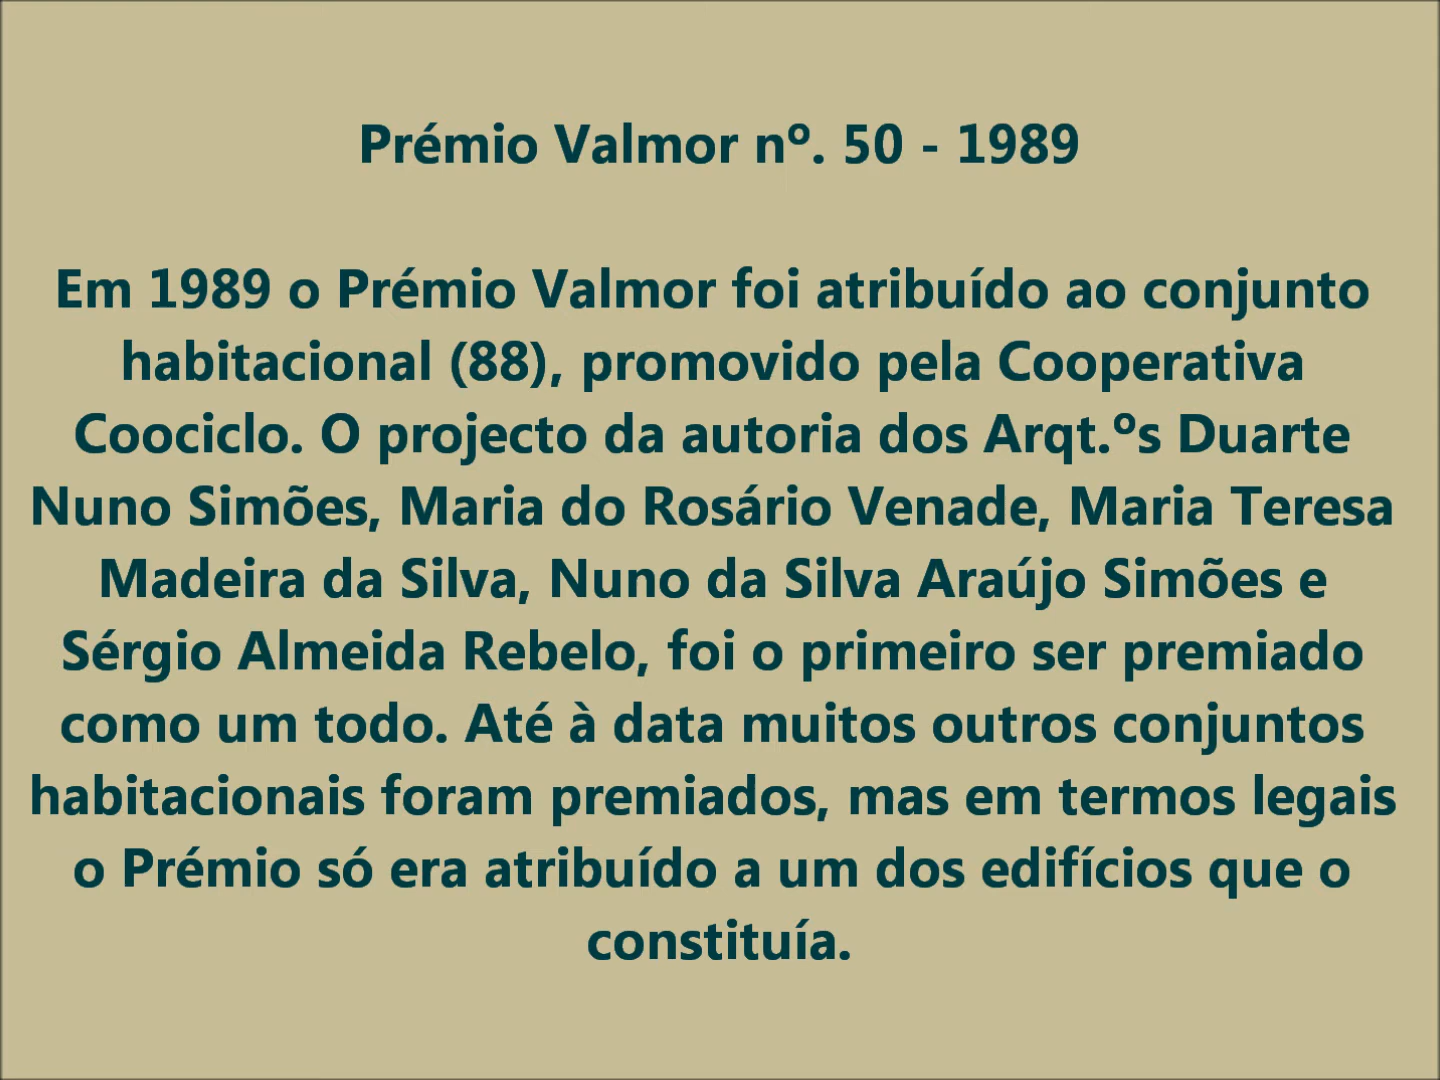 Prémio Valmor nº. 50 - 1989
Em 1989 o Prémio Valmor foi atribuído ao conjunto
habitacional (88), promovido pela Cooperativa
Coociclo. O projecto da autoria dos Arqt.ºs Duarte
Nuno Simões, Maria do Rosário Venade, Maria Teresa
Madeira da Silva, Nuno da Silva Araújo Simões e
Sérgio Almeida Rebelo, foi o primeiro ser premiado
como um todo. Até à data muitos outros conjuntos
habitacionais foram premiados, mas em termos legais
o Prémio só era atribuído a um dos edifícios que o
constituía.